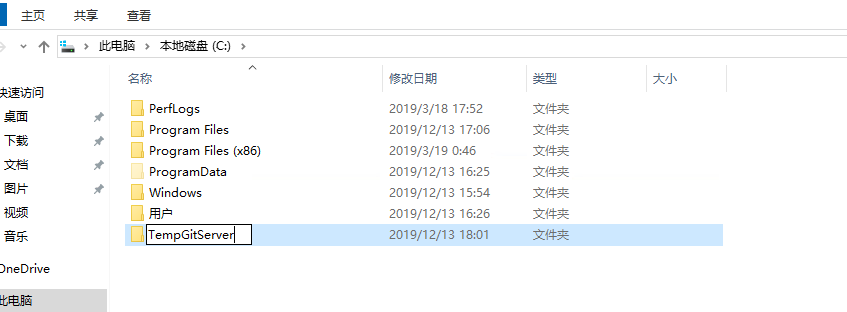 主页 共享 查看
此电脑 本地磁盘 (C:)
名称 修改日期 类型 大小
快速访问
桌面
下载
文档
图片
视频
音乐
OneDrive
此电脑
PerfLogs 2019/3/18 17:52 文件夹
Program Files 2019/12/13 17:06 文件夹
Program Files (x86) 2019/3/19 0:46 文件夹
ProgramData 2019/12/13 16:25 文件夹
Windows 2019/12/13 15:54 文件夹
用户 2019/12/13 16:26 文件夹
TempGitServer 2019/12/13 18:01 文件夹